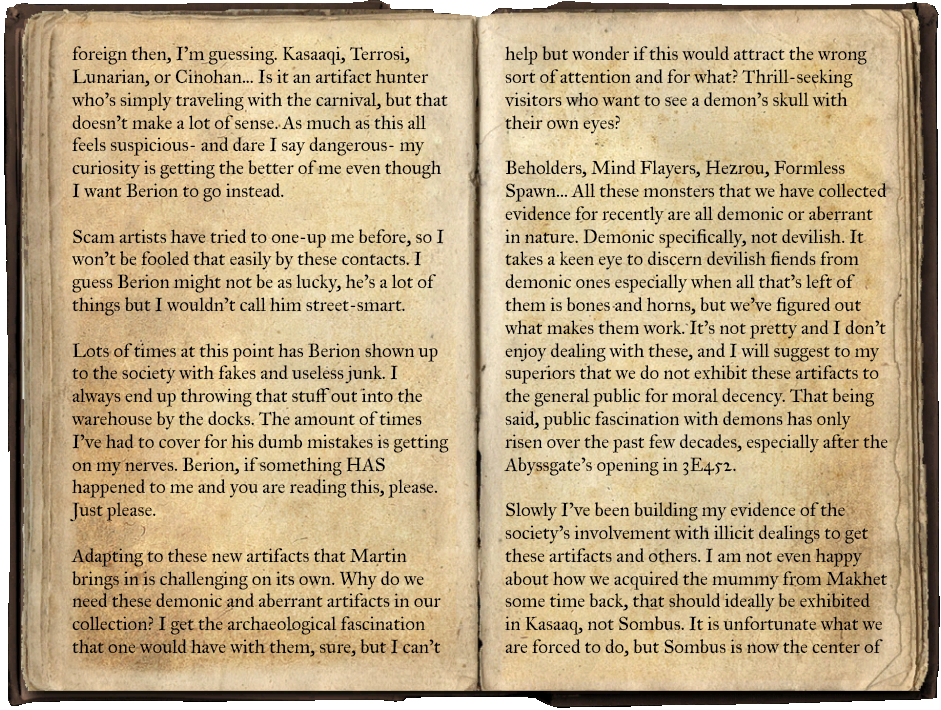 foreign then, I'm guessing. Kasaaqi, Terrosi,
Lunarian, or Cinohan... Is it an artifact hunter
who's simply traveling with the carnival, but that
doesn't make a lot of sense. As much as this all
feels suspicious- and dare I say dangerous- my
curiosity is getting the better of me even though
I want Berion to go instead.
Scam artists have tried to one-up me before, so I
won't be fooled that easily by these contacts. I
guess Berion might not be as lucky, he's a lot of
things but I wouldn't call him street-smart.
Lots of times at this point has Berion shown up
to the society with fakes and useless junk. I
always end up throwing that stuff out into the
warehouse by the docks. The amount of times
I've had to cover for his dumb mistakes is getting
on my nerves. Berion, if something HAS
happened to me and you are reading this, please.
Just please.
Adapting to these new artifacts that Martin
brings in is challenging on its own. Why do we
need these demonic and aberrant artifacts in our
collection? I get the archaeological fascination
that one would have with them, sure, but I can't
help but wonder if this would attract the wrong
sort of attention and for what? Thrill-seeking
visitors who want to see a demon's skull with
their own eyes?
Beholders, Mind Flayers, Hezrou, Formless
Spawn... All these monsters that we have collected
evidence for recently are all demonic or aberrant
in nature. Demonic specifically, not devilish. It
takes a keen eye to discern devilish fiends from
demonic ones especially when all that's left of
them is bones and horns, but we've figured out
what makes them work. It's not pretty and I don't
enjoy dealing with these, and I will suggest to my
superiors that we do not exhibit these artifacts to
the general public for moral decency. That being
said, public fascination with demons has only
risen over the past few decades, especially after the
Abyssgate's opening in 3E452.
Slowly I've been building my evidence of the
society's involvement with illicit dealings to get
these artifacts and others. I am not even happy
about how we acquired the mummy from Makhet
some time back, that should ideally be exhibited
in Kasaaq, not Sombus. It is unfortunate what we
are forced to do, but Sombus is now the center of